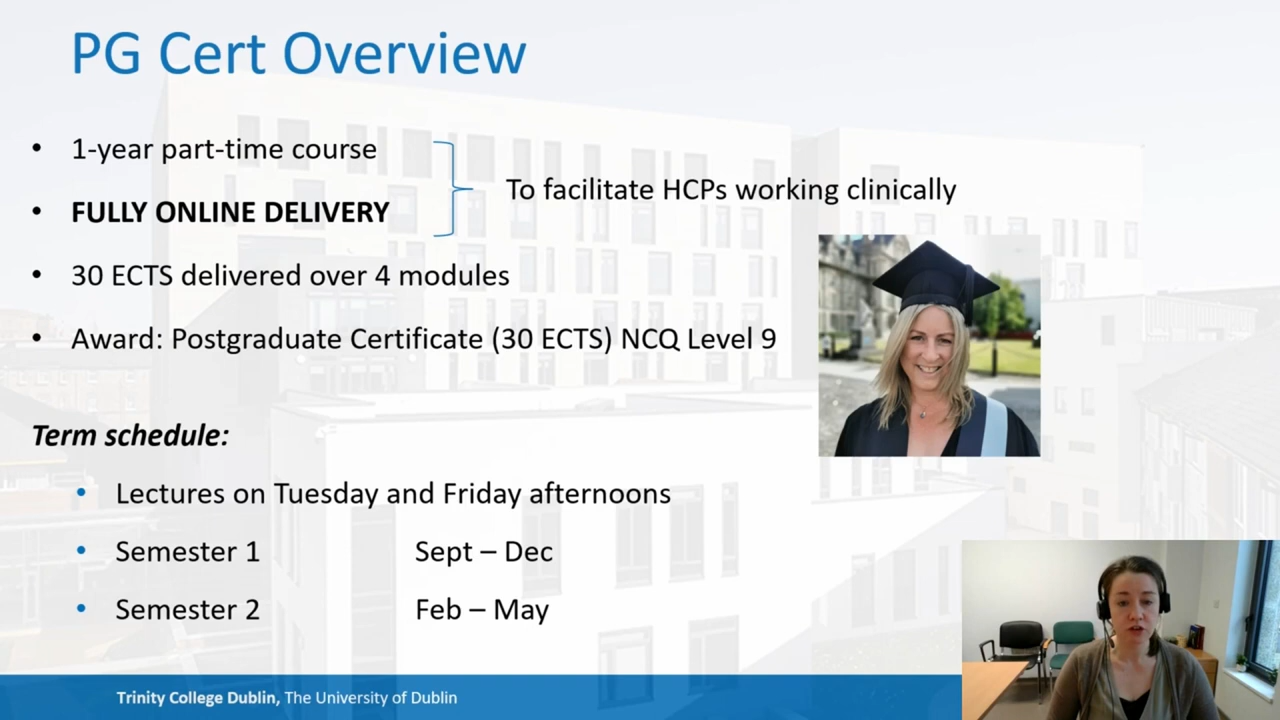 PG Cert Overview
• 1-year part-time course
• FULLY ONLINE DELIVERY
To facilitate HCPs working clinically
• 30 ECTS delivered over 4 modules
• Award: Postgraduate Certificate (30 ECTS) NCQ Level 9
Term schedule:
• Lectures on Tuesday and Friday afternoons
• Semester 1 Sept – Dec
• Semester 2 Feb – May
Trinity College Dublin, The University of Dublin